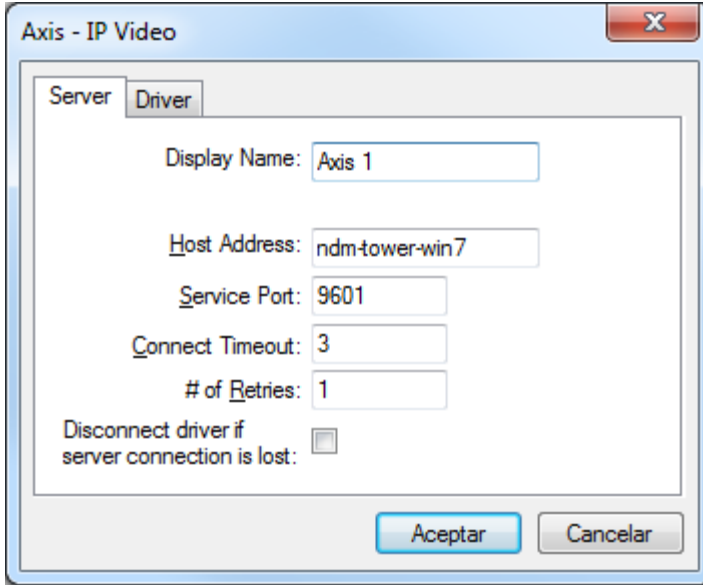 Axis - IP Video
Server Driver
Display Name: Axis 1
Host Address: ndm-tower-win7
Service Port: 9601
Connect Timeout: 3
# of Retries: 1
Disconnect driver if
server connection is lost:
Aceptar Cancelar